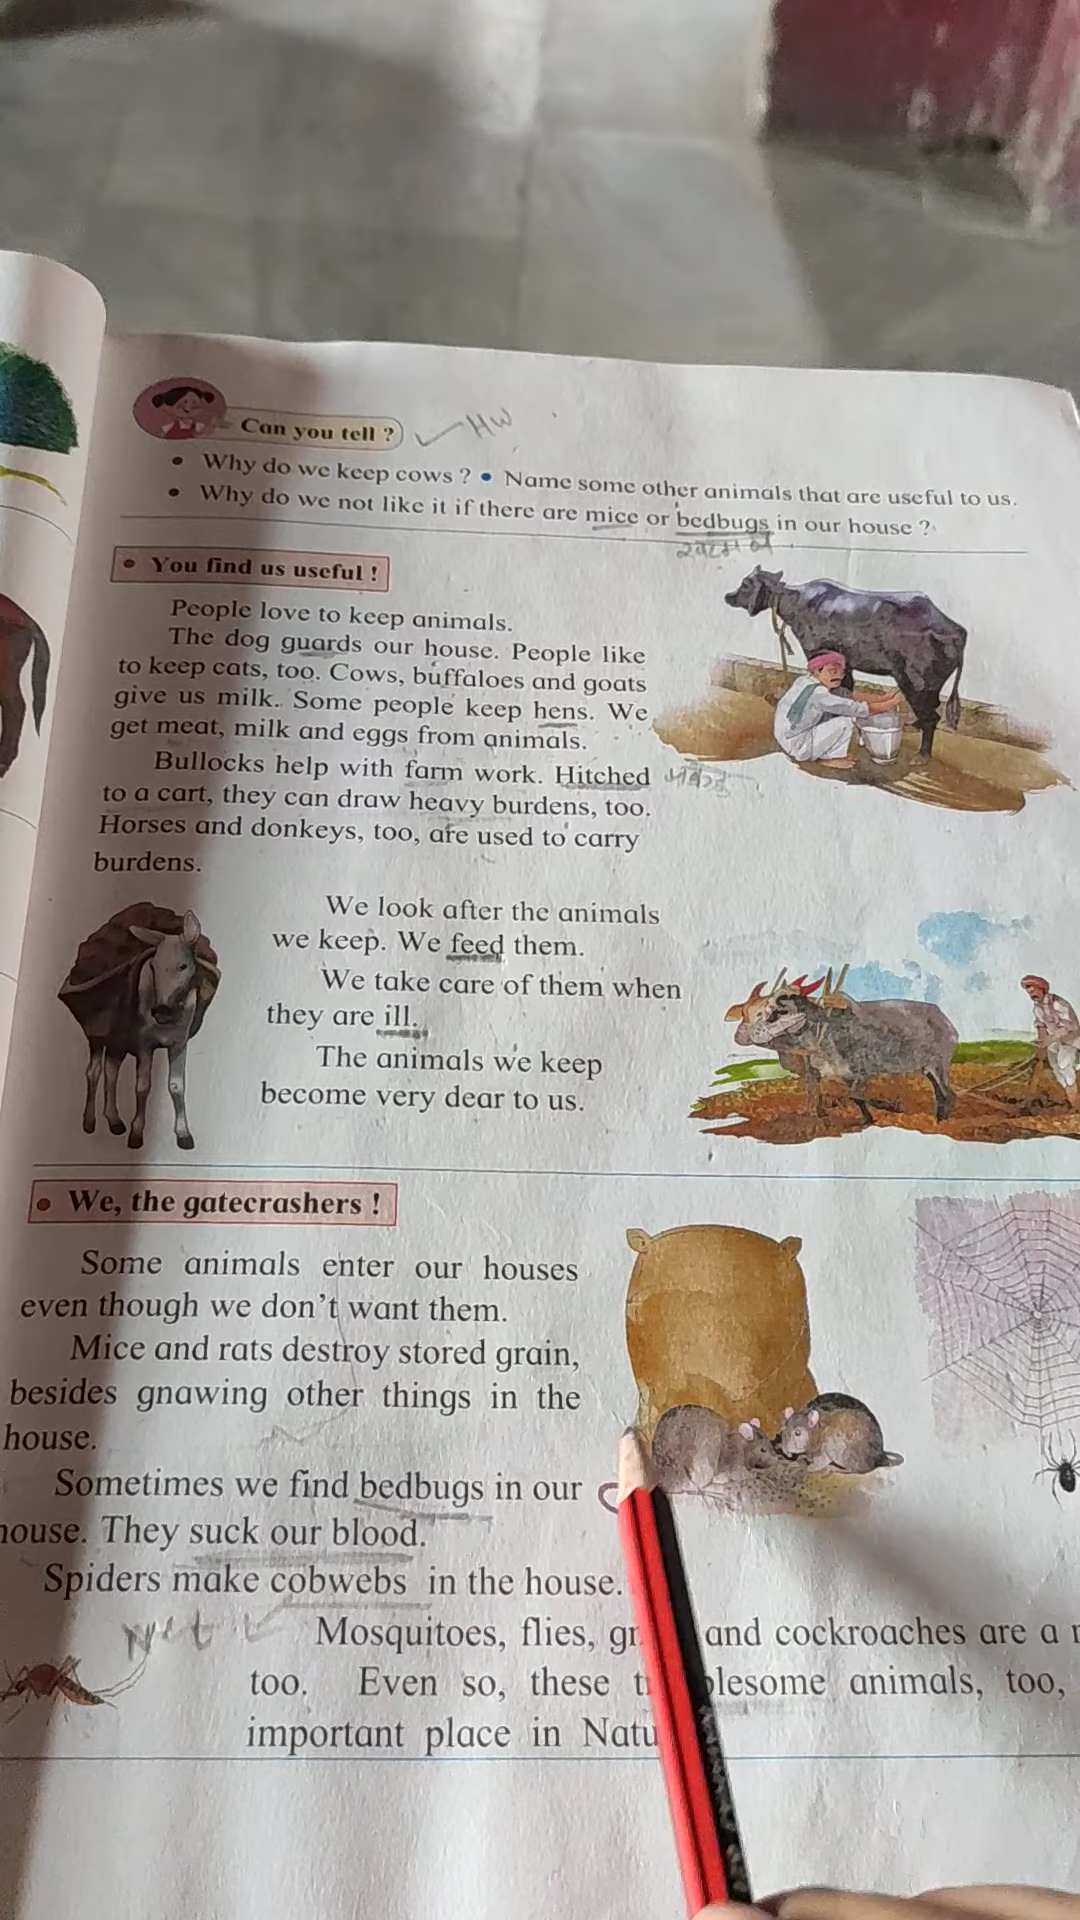 Can you tell ? HW
• Why do we keep cows ? • Name some other animals that are useful to us.
• Why do we not like it if there are mice or bedbugs in our house ?
• You find us useful !
People love to keep animals.
The dog guards our house. People like
to keep cats, too. Cows, buffaloes and goats
give us milk. Some people keep hens. We
get meat, milk and eggs from animals.
Bullocks help with farm work. Hitched
to a cart, they can draw heavy burdens, too.
Horses and donkeys, too, are used to carry
burdens.
We look after the animals
we keep. We feed them.
We take care of them when
they are ill.
The animals we keep
become very dear to us.
• We, the gatecrashers !
Some animals enter our houses
even though we don't want them.
Mice and rats destroy stored grain,
besides gnawing other things in the
house.
Sometimes we find bedbugs in our
house. They suck our blood.
Spiders make cobwebs in the house.
Net
Mosquitoes, flies, and cockroaches are a
too. Even so, these animals, too,
important place in